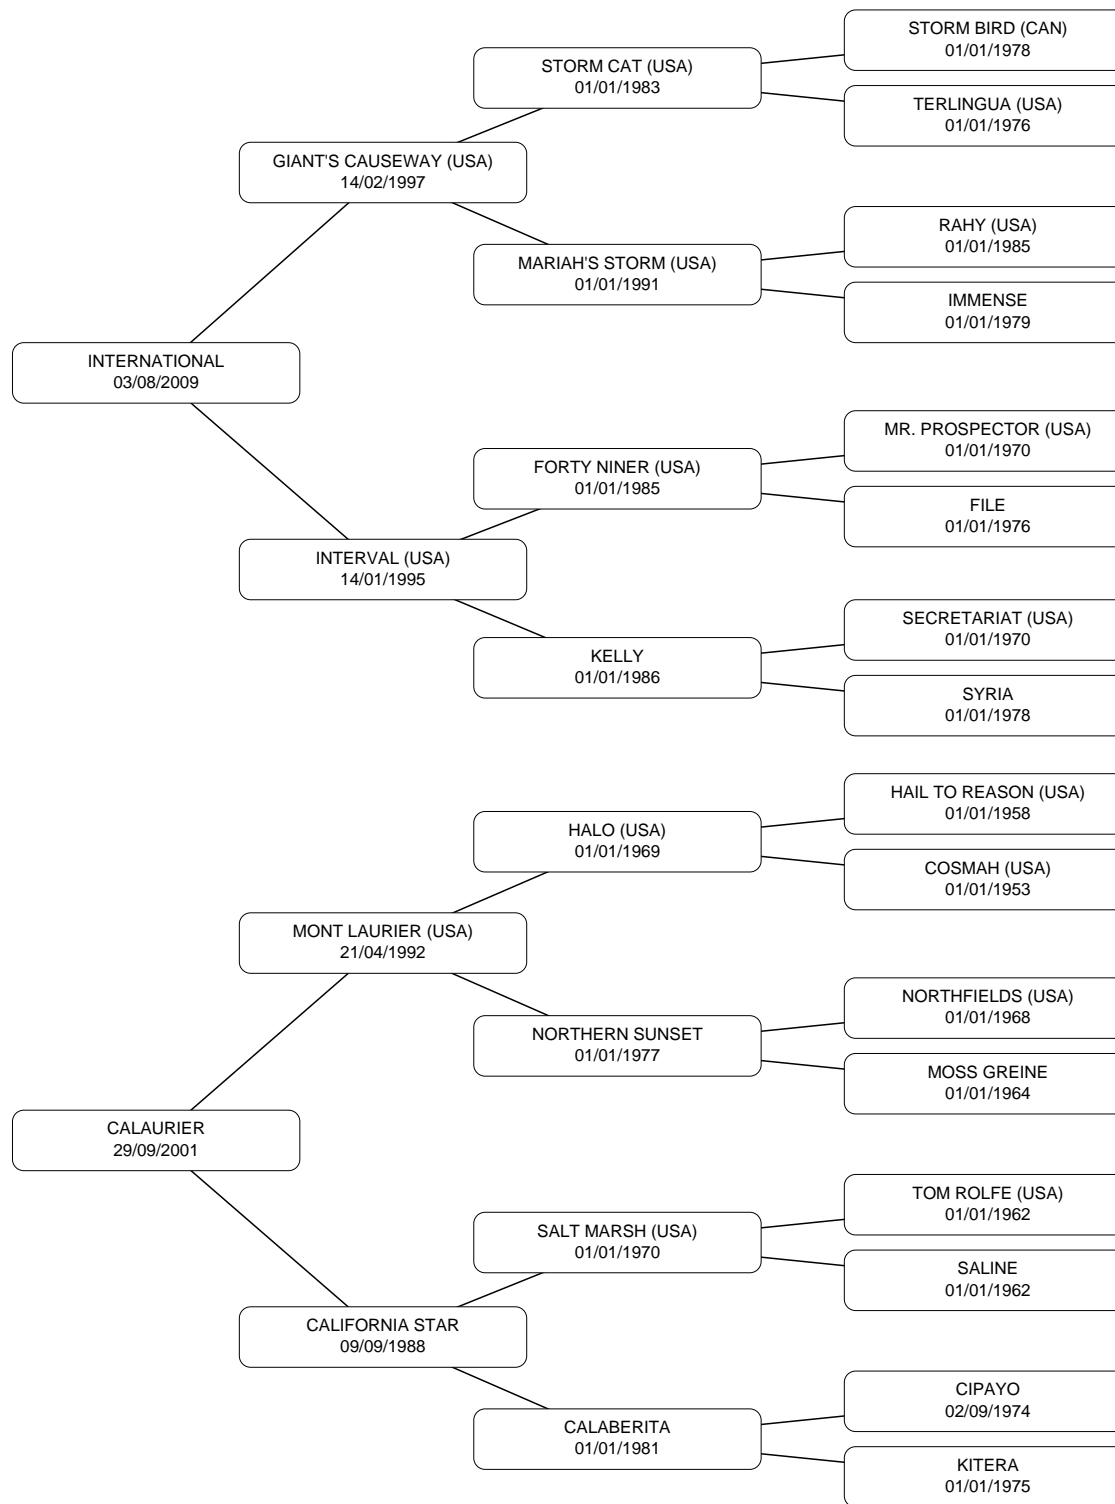 STORM BIRD (CAN)
01/01/1978
STORM CAT (USA)
01/01/1983
TERLINGUA (USA)
01/01/1976
GIANT'S CAUSEWAY (USA)
14/02/1997
RAHY (USA)
01/01/1985
MARIAH'S STORM (USA)
01/01/1991
IMMENSE
01/01/1979
INTERNATIONAL
03/08/2009
MR. PROSPECTOR (USA)
01/01/1970
FORTY NINER (USA)
01/01/1985
FILE
01/01/1976
INTERVAL (USA)
14/01/1995
SECRETARIAT (USA)
01/01/1970
KELLY
01/01/1986
SYRIA
01/01/1978
HAIL TO REASON (USA)
01/01/1958
HALO (USA)
01/01/1969
COSMAH (USA)
01/01/1953
MONT LAURIER (USA)
21/04/1992
NORTHFIELDS (USA)
01/01/1968
NORTHERN SUNSET
01/01/1977
MOSS GREINE
01/01/1964
CALAURIER
29/09/2001
TOM ROLFE (USA)
01/01/1962
SALT MARSH (USA)
01/01/1970
SALINE
01/01/1962
CALIFORNIA STAR
09/09/1988
CIPAYO
02/09/1974
CALABERITA
01/01/1981
KITERA
01/01/1975